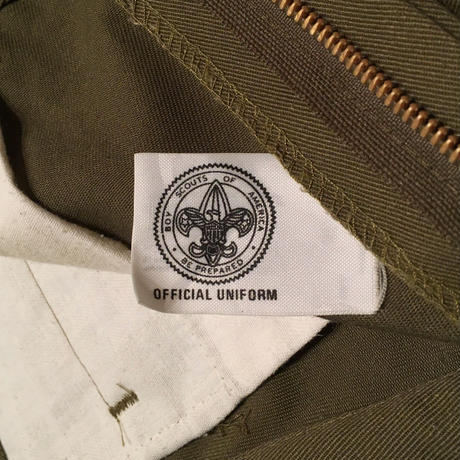 BOY SCOUTS OF AMERICA
BE PREPARED
OFFICIAL UNIFORM